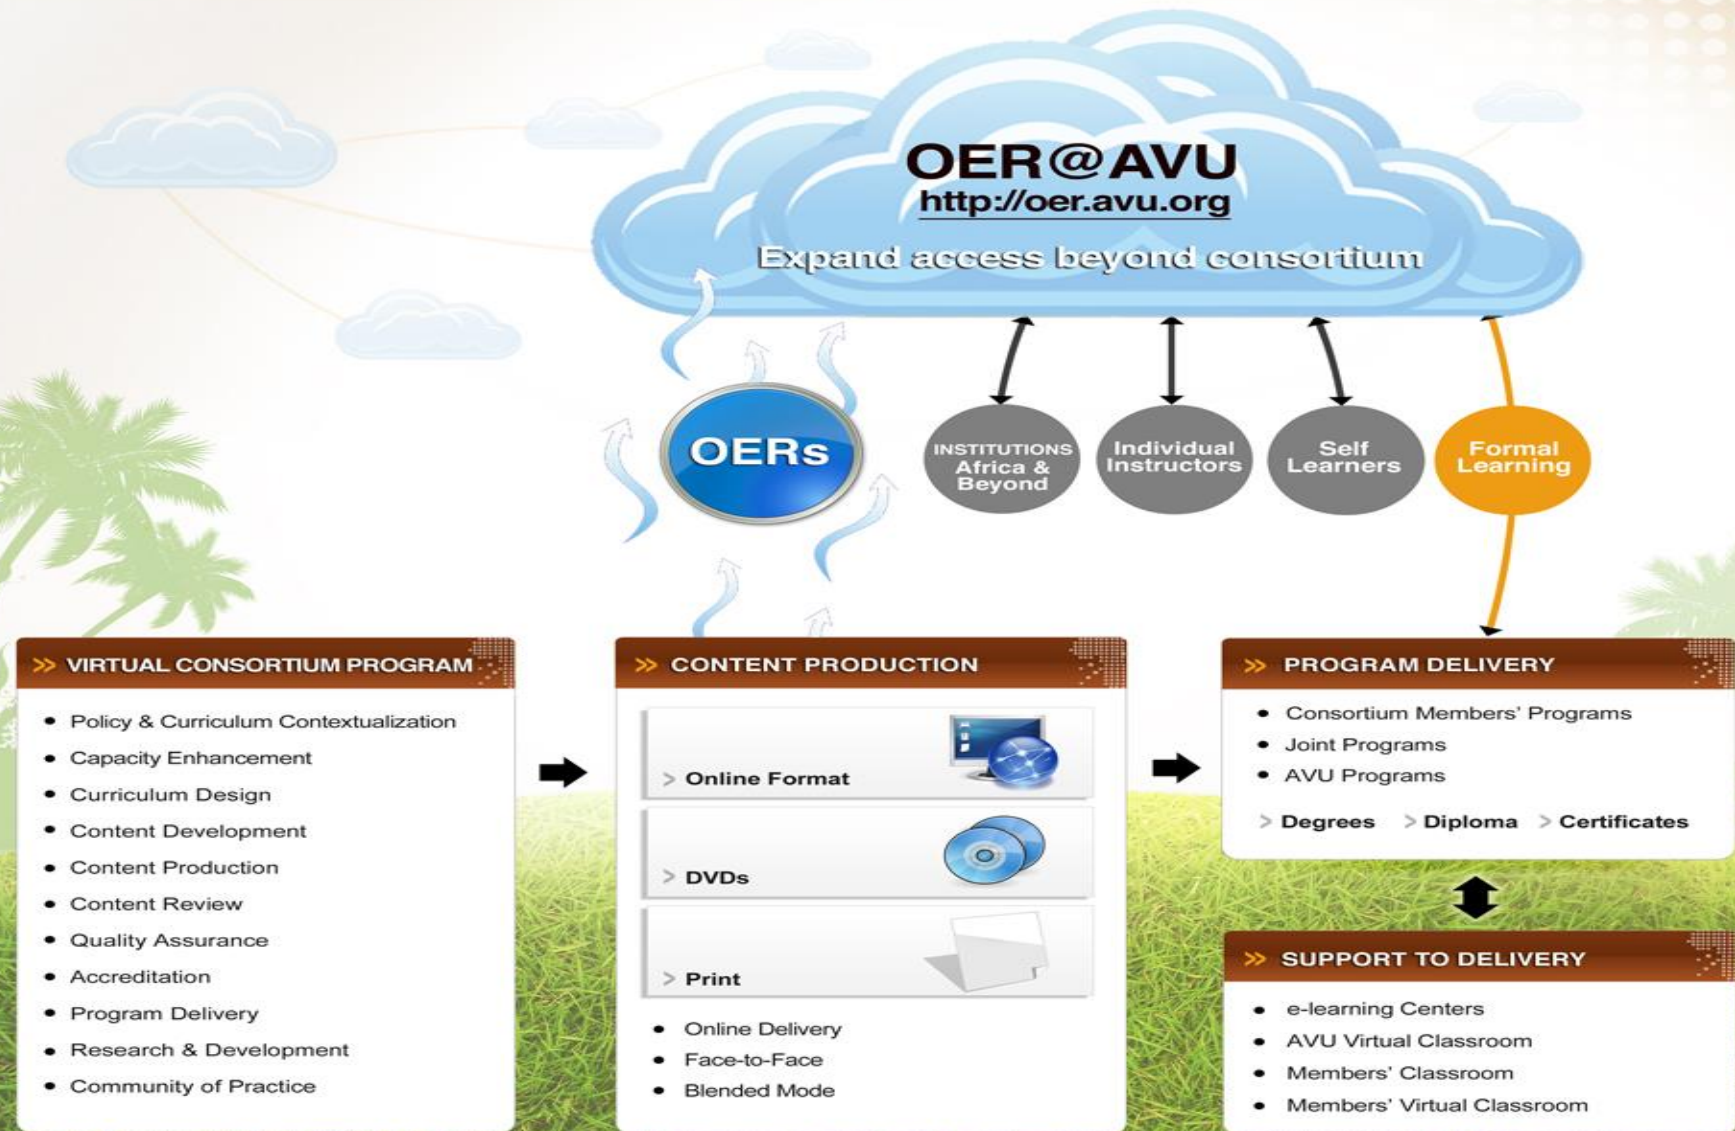 OER@AVU
http://oer.avu.org
Expand access beyond consortium
OERs
INSTITUTIONS
Africa &
Beyond
Individual
Instructors
Self
Learners
Formal
Learning
» VIRTUAL CONSORTIUM PROGRAM
• Policy & Curriculum Contextualization
• Capacity Enhancement
• Curriculum Design
• Content Development
• Content Production
• Content Review
• Quality Assurance
• Accreditation
• Program Delivery
• Research & Development
• Community of Practice
» CONTENT PRODUCTION
> Online Format
> DVDs
> Print
• Online Delivery
• Face-to-Face
• Blended Mode
» PROGRAM DELIVERY
• Consortium Members’ Programs
• Joint Programs
• AVU Programs
> Degrees > Diploma > Certificates
» SUPPORT TO DELIVERY
• e-learning Centers
• AVU Virtual Classroom
• Members’ Classroom
• Members’ Virtual Classroom